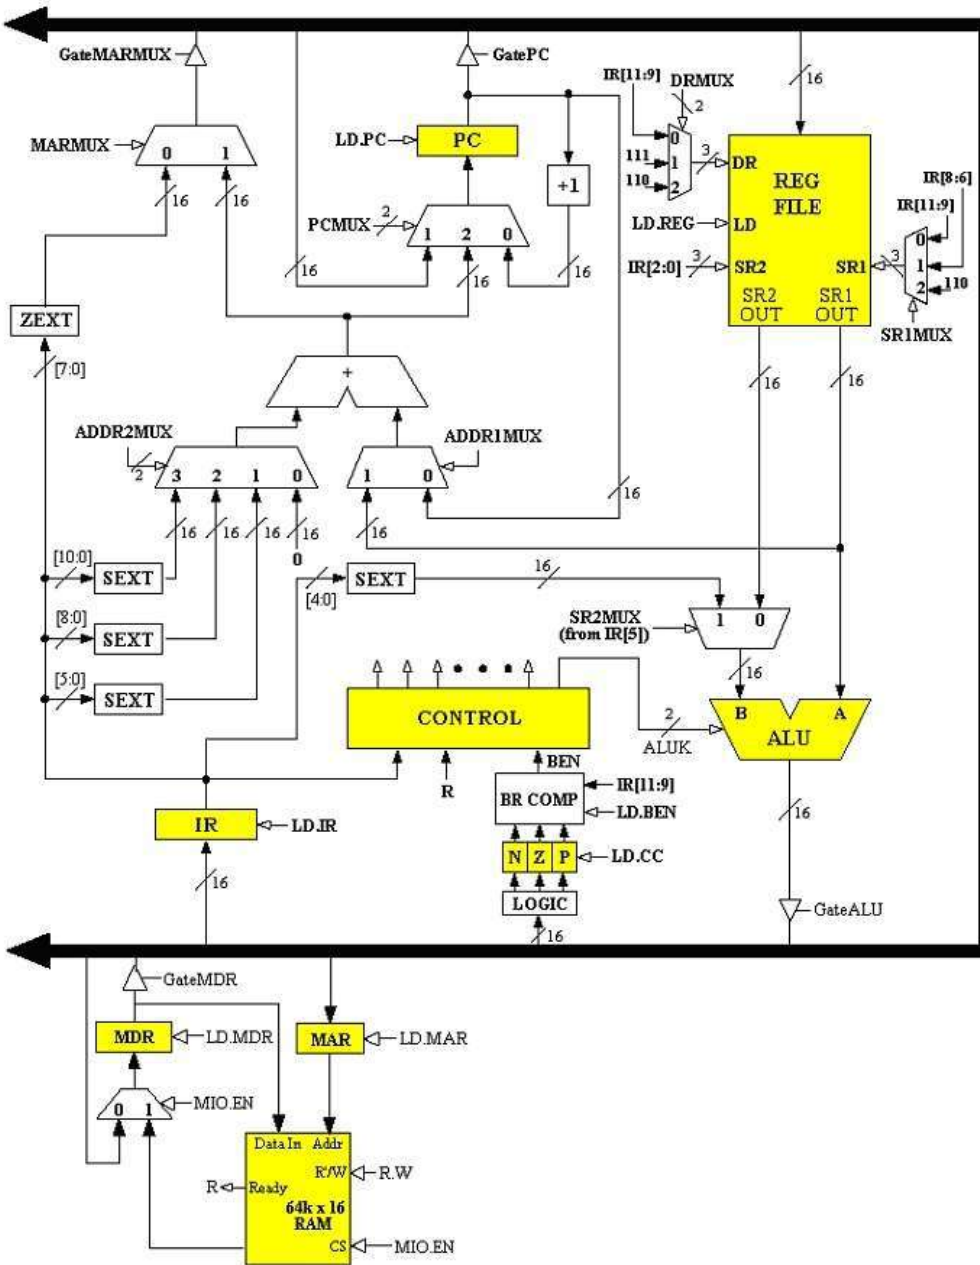 GateMARMUX
GatePC
16
IR[11:9]
DRMUX
2
MARMUX
0 1
LD.PC
PC
0
111
1
110
2
3
DR
REG
FILE
IR[8:6]
IR[11:9]
16
16
+1
PCMUX
2
1 2 0
LD.REG
LD
0
1
2
3
110
IR[2:0]
3
SR2
SR1
16
16
16
SR2
OUT
SR1
OUT
SR1MUX
ZEXT
[7:0]
+
16
16
ADDR2MUX
ADDR1MUX
2
3 2 1 0
1 0
16
16
16
16
16
16
0
[10:0]
SEXT
[4:0]
SEXT
16
[8:0]
SEXT
SR2MUX
(from IR[5])
1 0
16
[5:0]
SEXT
CONTROL
B A
ALU
2
ALUK
BEN
R
IR[11:9]
BR COMP
LD.BEN
IR
LD.IR
16
N Z P
LD.CC
LOGIC
16
16
GateALU
GateMDR
MDR
LD.MDR
MAR
LD.MAR
0 1
MIO.EN
Data In Addr
R'/W
R.W
R
Ready
64k x 16
RAM
CS
MIO.EN